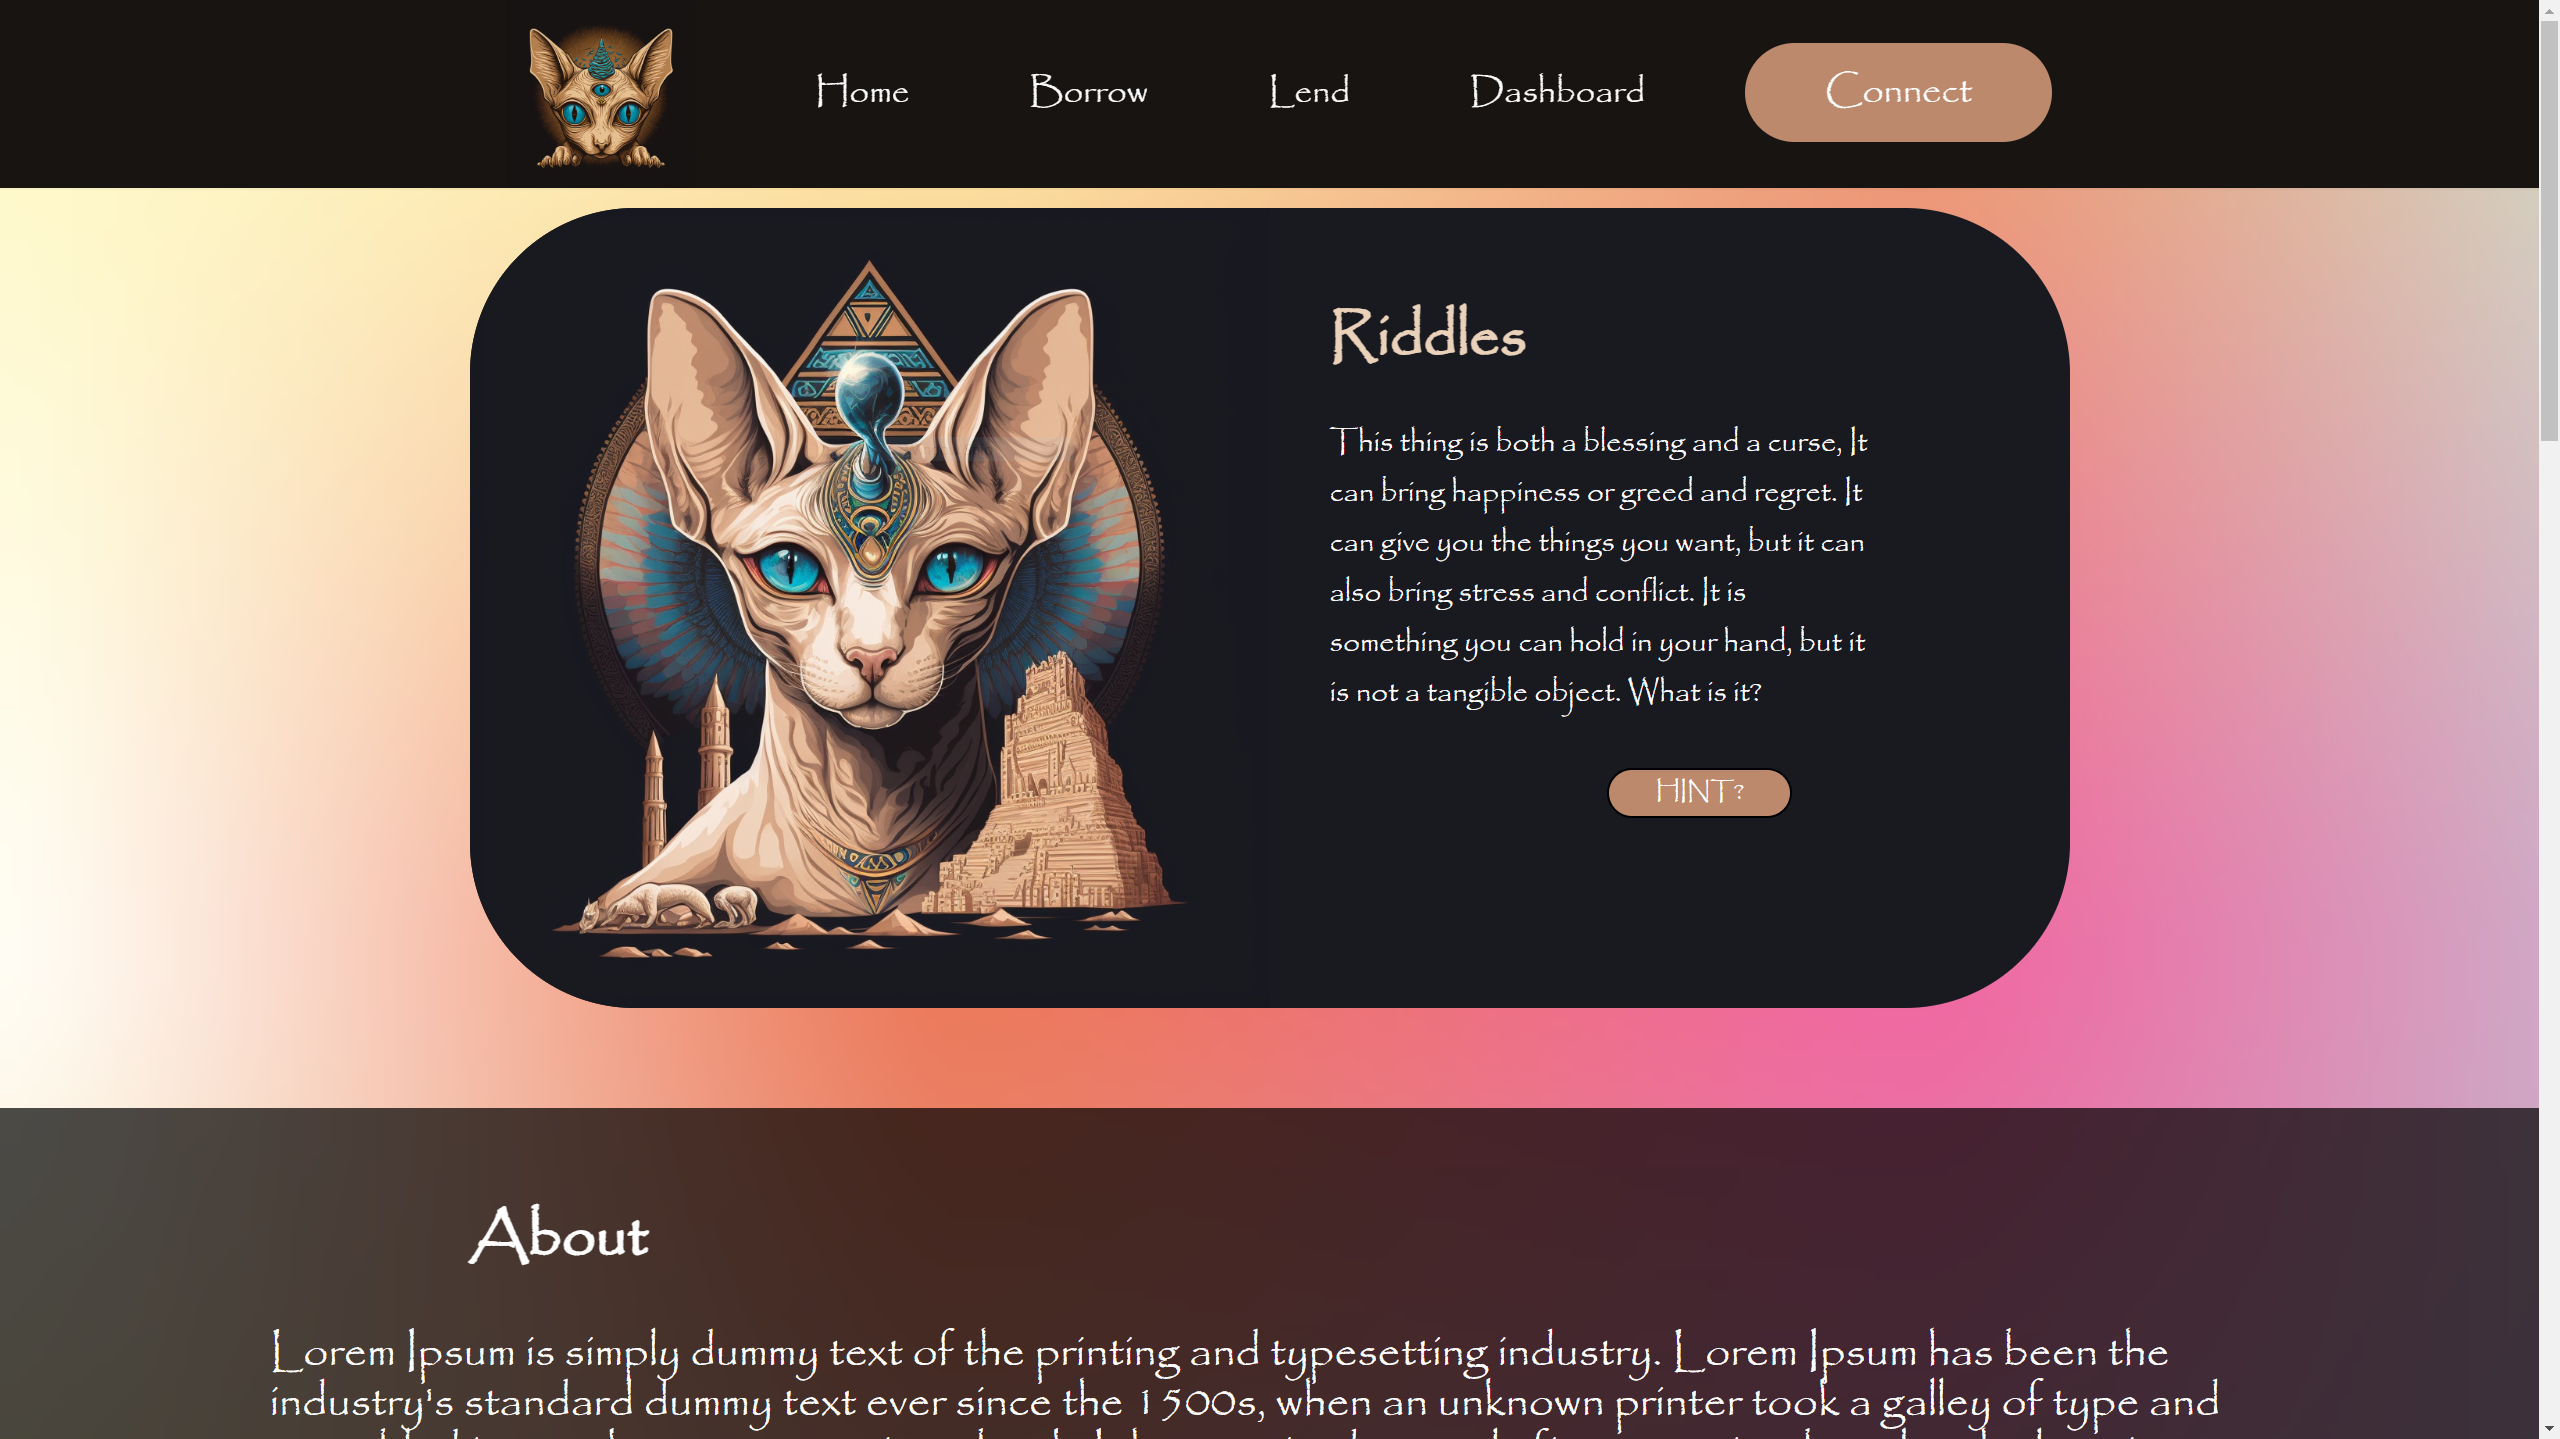 Home Borrow Lend Dashboard Connect
Riddles
This thing is both a blessing and a curse, It
can bring happiness or greed and regret. It
can give you the things you want, but it can
also bring stress and conflict. It is
something you can hold in your hand, but it
is not a tangible object. What is it?
HINT?
About
Lorem Ipsum is simply dummy text of the printing and typesetting industry. Lorem Ipsum has been the
industry's standard dummy text ever since the 1500s, when an unknown printer took a galley of type and